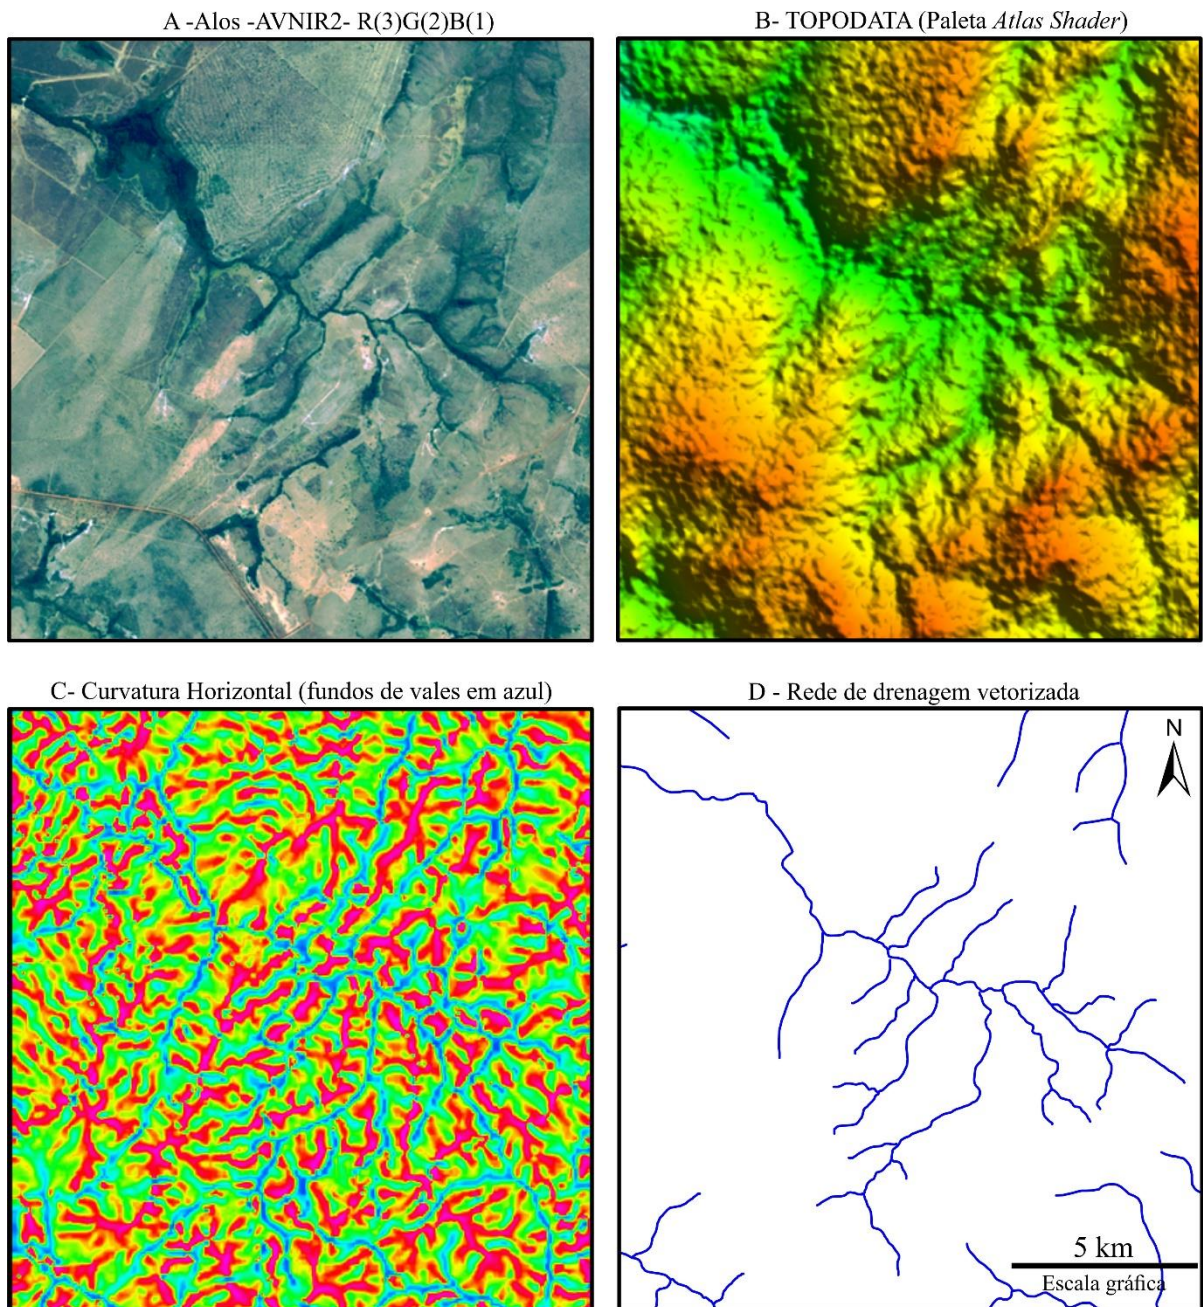 A -Alos -AVNIR2- R(3)G(2)B(1)
B- TOPODATA (Paleta Atlas Shader)
C- Curvatura Horizontal (fundos de vales em azul)
D - Rede de drenagem vetorizada
N
5 km
Escala gráfica